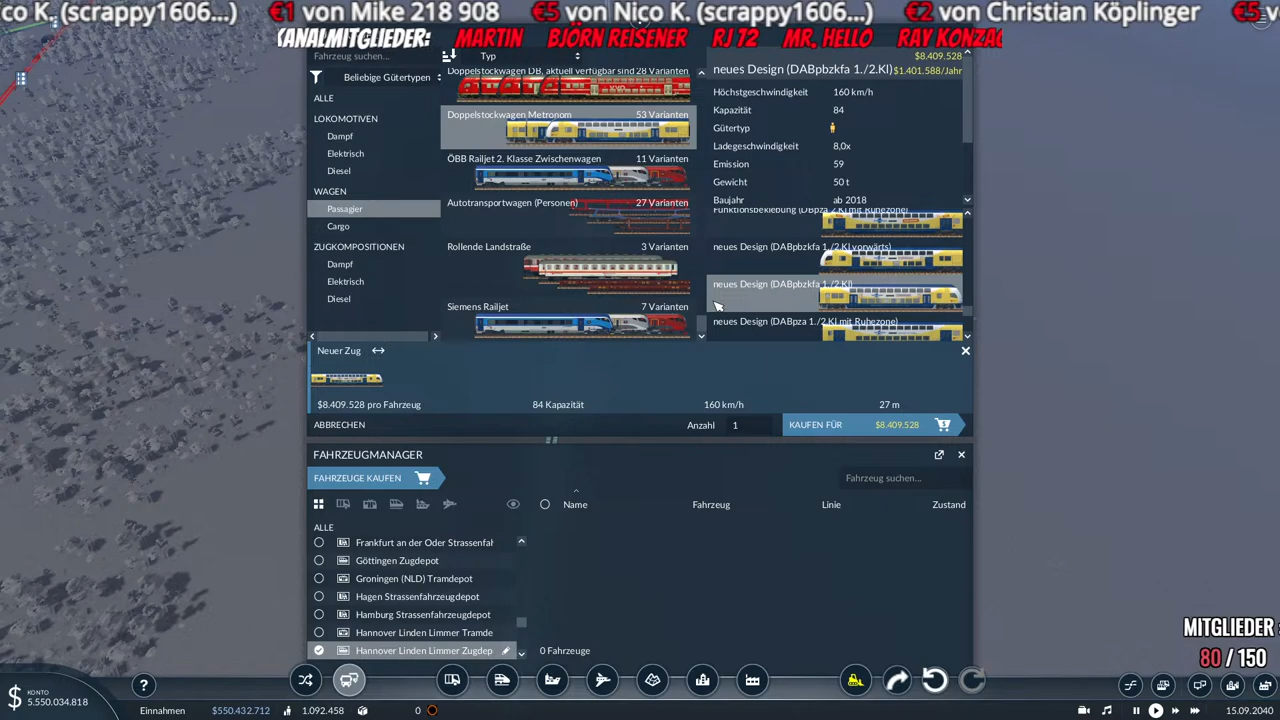 co K. (scrappy1606...) €1 von Mike 218 908 €5 von Nico K. (scrappy1606...) €2 von Christian Köplinger €5 v
KANALMITGLIEDER: MARTIN BJÖRN REISENER RJ 72 MR. HELLO RAY KONZA
Fahrzeug suchen...
Typ
Beliebige Gütertypen
ALLE
LOKOMOTIVEN
Dampf
Elektrisch
Diesel
WAGEN
Passagier
Cargo
ZUGKOMPOSITIONEN
Dampf
Elektrisch
Diesel
Doppelstockwagen DB, aktuell verfügbar sind 28 Varianten
Doppelstockwagen Metronom 53 Varianten
ÖBB Railjet 2. Klasse Zwischenwagen 11 Varianten
Autotransportwagen (Personen) 27 Varianten
Rollende Landstraße 3 Varianten
Siemens Railjet 7 Varianten
$8.409.528
neues Design (DABpbzkfa 1./2.Kl) $1.401.588/Jahr
Höchstgeschwindigkeit 160 km/h
Kapazität 84
Gütertyp
Ladegeschwindigkeit 8,0x
Emission 59
Gewicht 50 t
Baujahr ab 2018
Funktionsbeklebung (DBpza 2.Kl mit Ruhezone)
neues Design (DABpbzkfa 1./2.Kl vorwärts)
neues Design (DABpbzkfa 1./2.Kl)
neues Design (DABpza 1./2.Kl mit Ruhezone)
Neuer Zug
$8.409.528 pro Fahrzeug 84 Kapazität 160 km/h 27 m
ABBRECHEN Anzahl 1 KAUFEN FÜR $8.409.528
FAHRZEUGMANAGER
FAHRZEUGE KAUFEN
Fahrzeug suchen...
Name Fahrzeug Linie Zustand
ALLE
Frankfurt an der Oder Strassenfah
Göttingen Zugdepot
Groningen (NLD) Tramdepot
Hagen Strassenfahrzeugdepot
Hamburg Strassenfahrzeugdepot
Hannover Linden Limmer Tramde
Hannover Linden Limmer Zugdep
0 Fahrzeuge
MITGLIEDER
80 / 150
$ KONTO
5.550.034.818
?
Einnahmen $550.432.712 1.092.458 0
15.09.2040